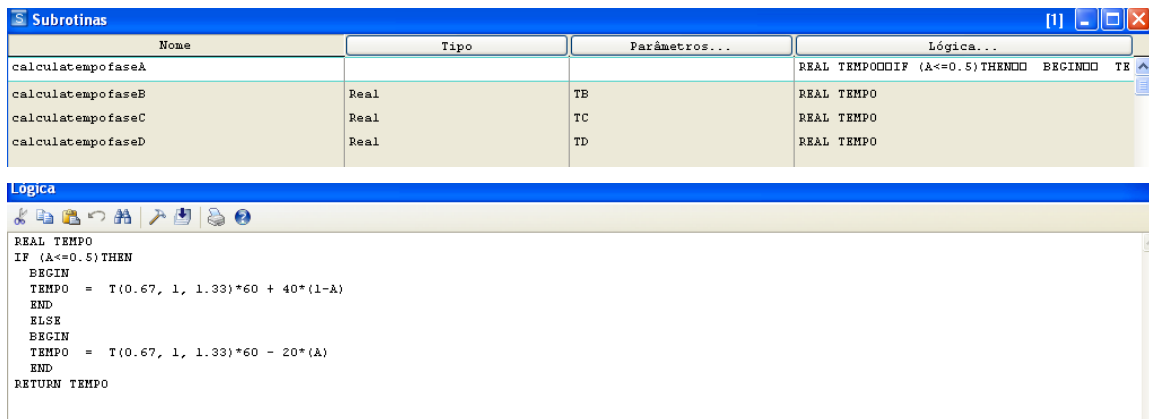 Subrotinas [1]
Nome Tipo Parâmetros... Lógica...
calculatempofaseA REAL TEMPO□□IF (A<=0.5)THEN□□ BEGIN□□ TE
calculatempofaseB Real TB REAL TEMPO
calculatempofaseC Real TC REAL TEMPO
calculatempofaseD Real TD REAL TEMPO
Lógica
REAL TEMPO
IF (A<=0.5)THEN
BEGIN
TEMPO = T(0.67, 1, 1.33)*60 + 40*(1-A)
END
ELSE
BEGIN
TEMPO = T(0.67, 1, 1.33)*60 - 20*(A)
END
RETURN TEMPO